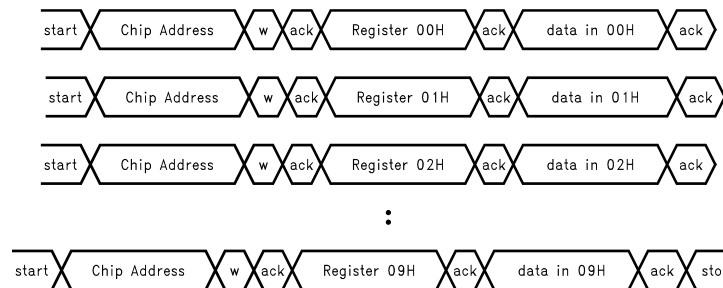 start Chip Address w ack Register 00H ack data in 00H ack
start Chip Address w ack Register 01H ack data in 01H ack
start Chip Address w ack Register 02H ack data in 02H ack
:
start Chip Address w ack Register 09H ack data in 09H ack sto